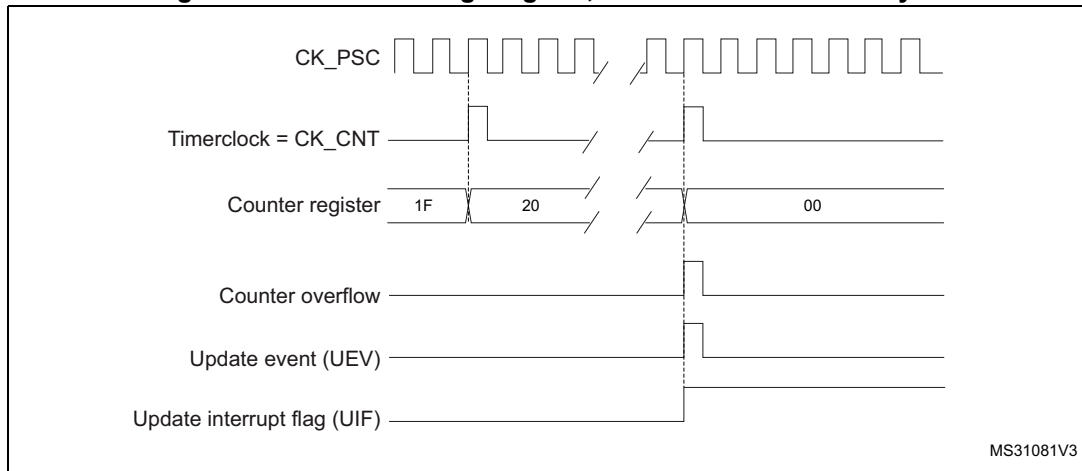 CK_PSC
Timerclock = CK_CNT
Counter register 1F 20 00
Counter overflow
Update event (UEV)
Update interrupt flag (UIF)
MS31081V3